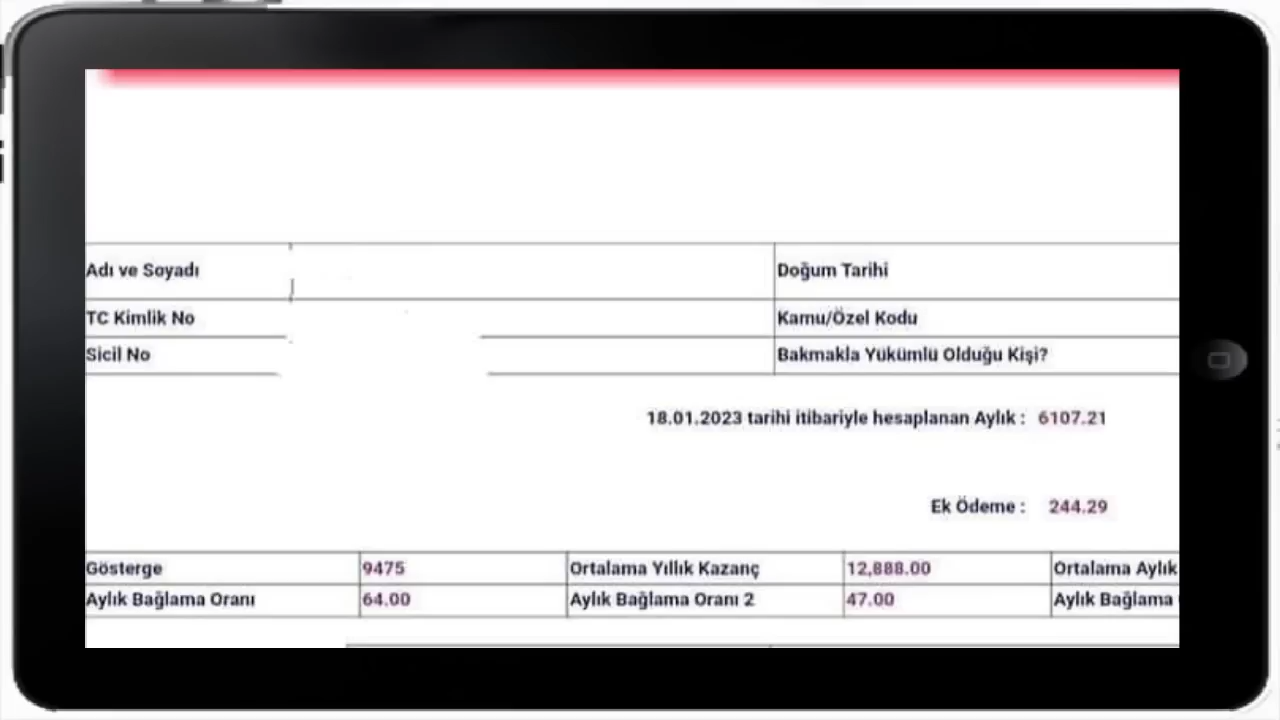 Adı ve Soyadı Doğum Tarihi
TC Kimlik No Kamu/Özel Kodu
Sicil No Bakmakla Yükümlü Olduğu Kişi?
18.01.2023 tarihi itibariyle hesaplanan Aylık : 6107.21
Ek Ödeme : 244.29
Gösterge 9475 Ortalama Yıllık Kazanç 12,888.00 Ortalama Aylık
Aylık Bağlama Oranı 64.00 Aylık Bağlama Oranı 2 47.00 Aylık Bağlama